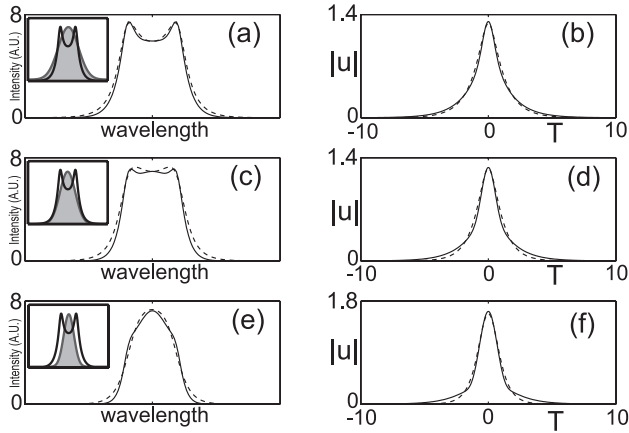 8
Intensity (A.U.)
0
wavelength
(a)
1.4
|u|
0
-10
0
T
10
(b)
8
Intensity (A.U.)
0
wavelength
(c)
1.4
|u|
0
-10
0
T
10
(d)
8
Intensity (A.U.)
0
wavelength
(e)
1.8
|u|
0
-10
0
T
10
(f)